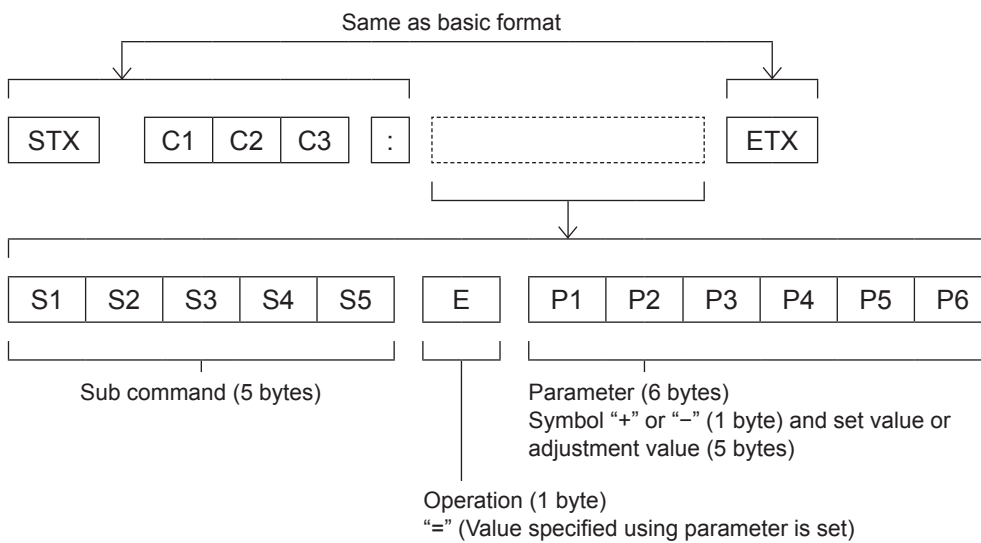 Same as basic format
STX C1 C2 C3 : ETX
S1 S2 S3 S4 S5 E P1 P2 P3 P4 P5 P6
Sub command (5 bytes)
Parameter (6 bytes)
Symbol “+” or “−” (1 byte) and set value or
adjustment value (5 bytes)
Operation (1 byte)
“=” (Value specified using parameter is set)